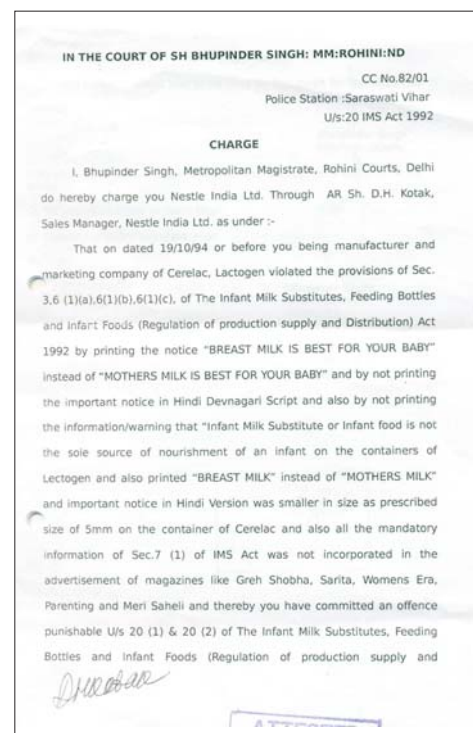 IN THE COURT OF SH BHUPINDER SINGH: MM:ROHINI:ND
CC No.82/01
Police Station :Saraswati Vihar
U/s:20 IMS Act 1992
CHARGE
I, Bhupinder Singh, Metropolitan Magistrate, Rohini Courts, Delhi
do hereby charge you Nestle India Ltd. Through AR Sh. D.H. Kotak,
Sales Manager, Nestle India Ltd. as under :-
That on dated 19/10/94 or before you being manufacturer and
marketing company of Cerelac, Lactogen violated the provisions of Sec.
3,6 (1)(a),6(1)(b),6(1)(c), of The Infant Milk Substitutes, Feeding Bottles
and Infart Foods (Regulation of production supply and Distribution) Act
1992 by printing the notice "BREAST MILK IS BEST FOR YOUR BABY"
instead of "MOTHERS MILK IS BEST FOR YOUR BABY" and by not printing
the important notice in Hindi Devnagari Script and also by not printing
the information/warning that "Infant Milk Substitute or Infant food is not
the sole source of nourishment of an infant on the containers of
Lectogen and also printed "BREAST MILK" instead of "MOTHERS MILK"
and important notice in Hindi Version was smaller in size as prescribed
size of 5mm on the container of Cerelac and also all the mandatory
information of Sec.7 (1) of IMS Act was not incorporated in the
advertisement of magazines like Greh Shobha, Sarita, Womens Era,
Parenting and Meri Saheli and thereby you have committed an offence
punishable U/s 20 (1) & 20 (2) of The Infant Milk Substitutes, Feeding
Bottles and Infant Foods (Regulation of production supply and
ATTESTED